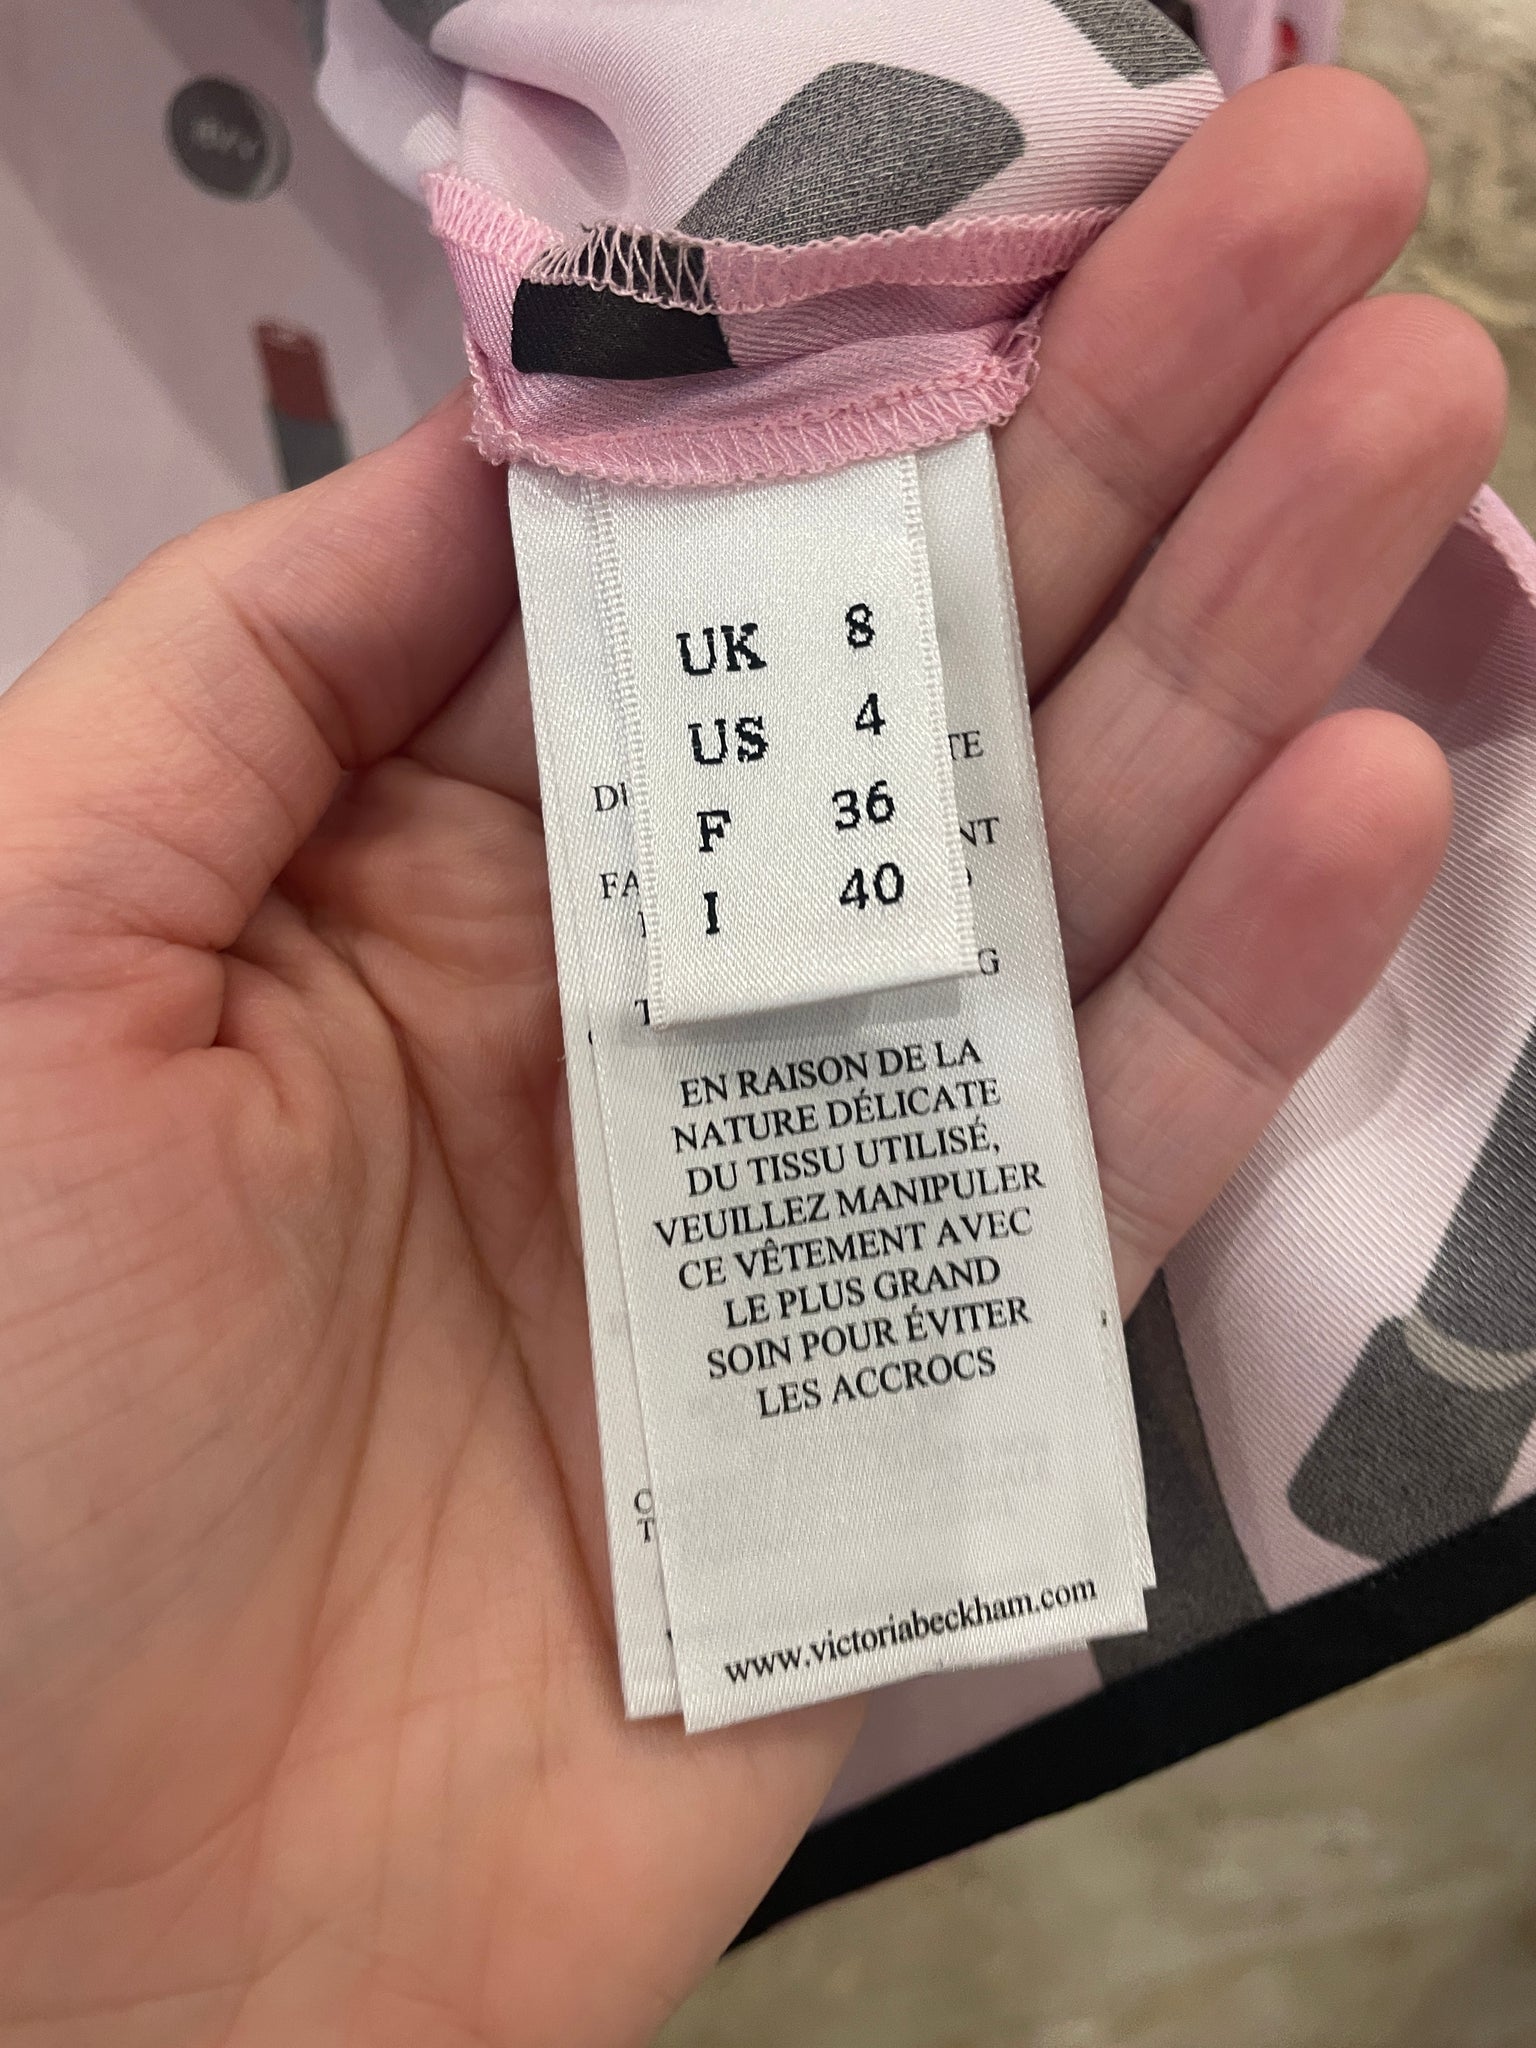 UK 8
US 4
F 36
I 40
EN RAISON DE LA
NATURE DÉLICATE
DU TISSU UTILISÉ,
VEUILLEZ MANIPULER
CE VÊTEMENT AVEC
LE PLUS GRAND
SOIN POUR ÉVITER
LES ACCROCS
www.victoriabeckham.com